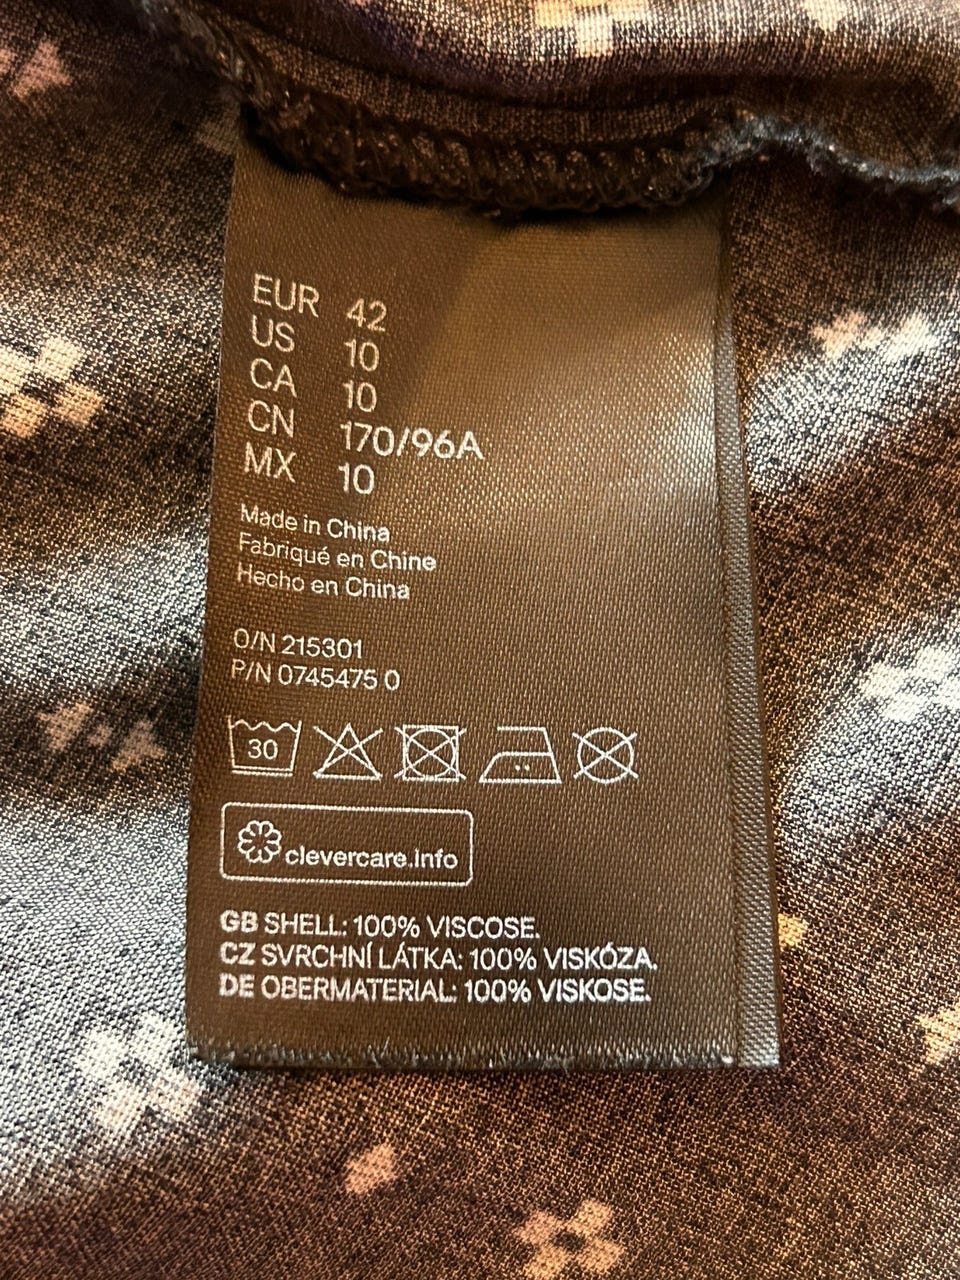 EUR 42
US 10
CA 10
CN 170/96A
MX 10
Made in China
Fabriqué en Chine
Hecho en China
O/N 215301
P/N 0745475 0
30
clevercare.info
GB SHELL: 100% VISCOSE.
CZ SVRCHNÍ LÁTKA: 100% VISKÓZA.
DE OBERMATERIAL: 100% VISKOSE.